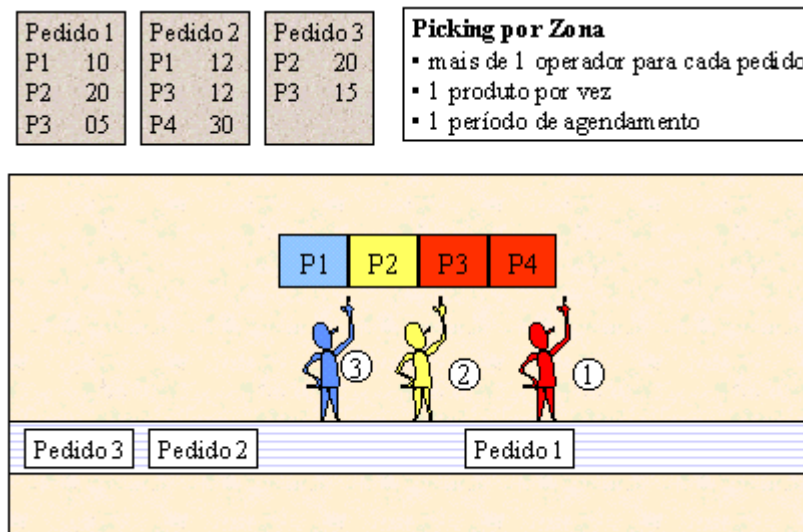 Pedido 1
P1 10
P2 20
P3 05
Pedido 2
P1 12
P3 12
P4 30
Pedido 3
P2 20
P3 15
Picking por Zona
▪ mais de 1 operador para cada pedido
▪ 1 produto por vez
▪ 1 período de agendamento
P1 P2 P3 P4
3 2 1
Pedido 3 Pedido 2 Pedido 1